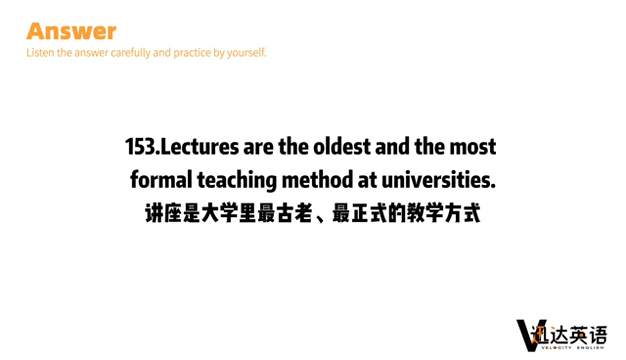 Answer
Listen the answer carefully and practice by yourself.
153.Lectures are the oldest and the most
formal teaching method at universities.
讲座是大学里最古老、最正式的教学方式
迅达英语
VELOCITY ENGLISH